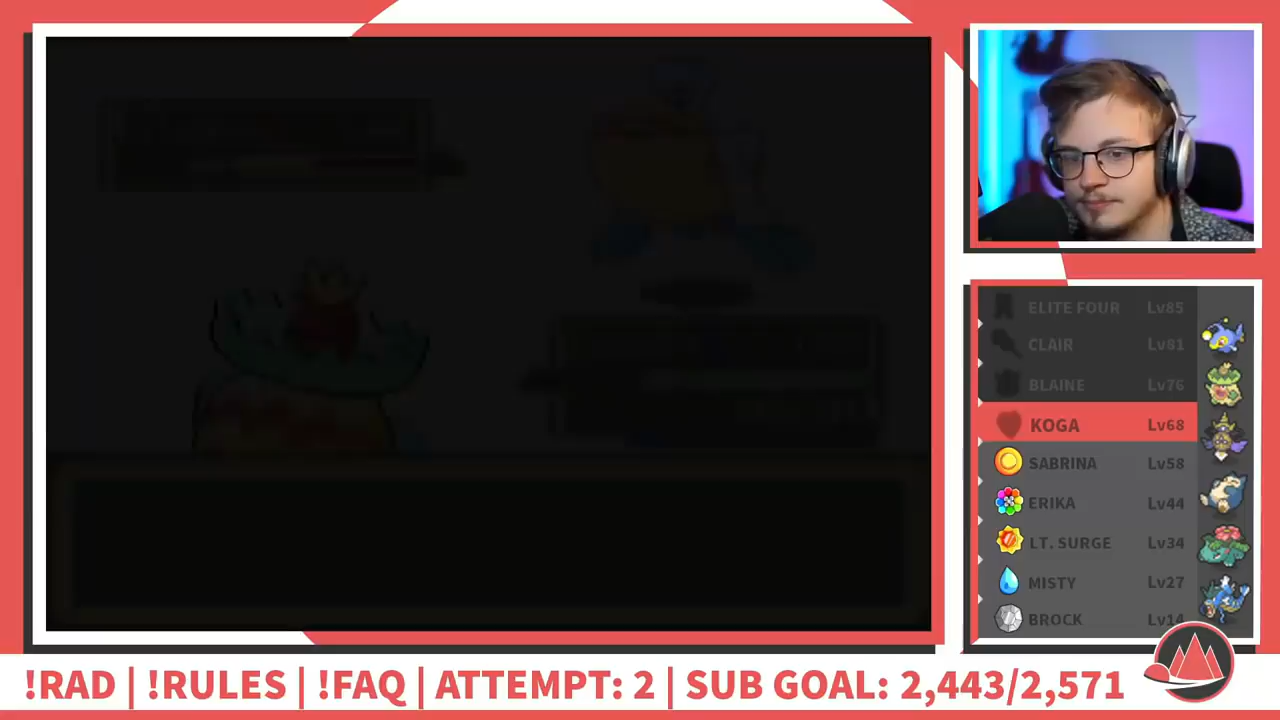 ELITE FOUR Lv85
CLAIR Lv81
BLAINE Lv76
KOGA Lv68
SABRINA Lv58
ERIKA Lv44
LT. SURGE Lv34
MISTY Lv27
BROCK Lv14
!RAD | !RULES | !FAQ | ATTEMPT: 2 | SUB GOAL: 2,443/2,571